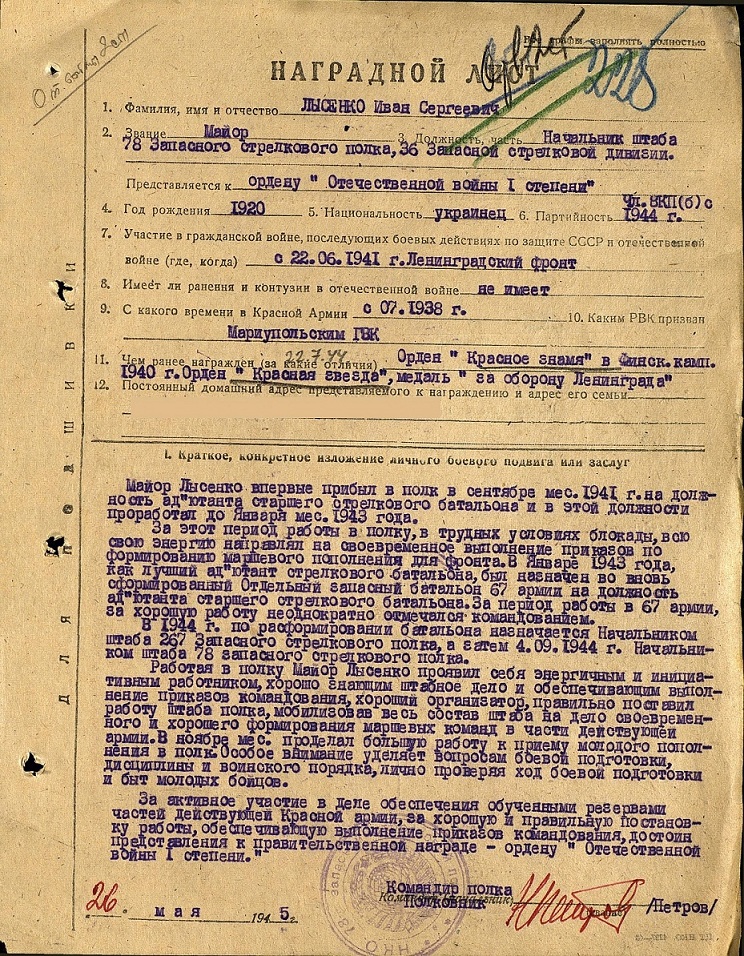 Все графы заполнять полностью
НАГРАДНОЙ ЛИСТ
1. Фамилия, имя и отчество ЛЫСЕНКО Иван Сергеевич
2. Звание Майор 3. Должность, часть Начальник штаба
78 Запасного стрелкового полка, 36 Запасной стрелковой дивизии.
Представляется к ордену " Отечественной войны I степени"
Чл. ВКП(б) с
4. Год рождения 1920 5. Национальность украинец 6. Партийность 1944 г.
7. Участие в гражданской войне, последующих боевых действиях по защите СССР и отечественной
войне (где, когда) с 22.06.1941 г. Ленинградский фронт
8. Имеет ли ранения и контузии в отечественной войне не имеет
9. С какого времени в Красной Армии с 07.1938 г. 10. Каким РВК призван
Мариупольским ГВК
22.7.44
11. Чем ранее награжден (за какие отличия) Орден " Красное знамя" в Финск. камп.
1940 г. Орден " Красная звезда", медаль " за оборону Ленинграда"
12. Постоянный домашний адрес представляемого к награждению и адрес его семьи
I. Краткое, конкретное изложение личного боевого подвига или заслуг
Майор Лысенко впервые прибыл в полк в сентябре мес. 1941 г. на долж-
ность ад"ютанта старшего стрелкового батальона и в этой должности
проработал до Января мес. 1943 года.
За этот период работы в полку, в трудных условиях блокады, всю
свою энергию направлял на своевременное выполнение приказов по
формированию маршевого пополнения для фронта. В Январе 1943 года,
как лучший ад"ютант стрелкового батальона, был назначен во вновь
сформированный Отдельный запасный батальон 67 армии на должность
ад"ютанта старшего стрелкового батальона. За период работы в 67 армии,
за хорошую работу неоднократно отмечался командованием.
В 1944 г. по расформировании батальона назначается Начальником
штаба 267 Запасного стрелкового полка, а затем 4.09.1944 г. Начальни-
ком штаба 78 запасного стрелкового полка.
Работая в полку Майор Лысенко проявил себя энергичным и инициа-
тивным работником, хорошо знающим штабное дело и обеспечивающим выпол-
нение приказов командования, хороший организатор, правильно поставил
работу штаба полка, мобилизовав весь состав штаба на дело своевремен-
ного и хорошего формирования маршевых команд в части действующей
армии. В ноябре мес. проделал большую работу к приему молодого попол-
нения в полк. Особое внимание уделяет вопросам боевой подготовки,
дисциплины и воинского порядка, лично проверяя ход боевой подготовки
и быт молодых бойцов.
За активное участие в деле обеспечения обученными резервами
частей действующей Красной армии, за хорошую и правильную постанов-
ку работы, обеспечивающую выполнение приказов командования, достоин
представления к правительственной награде - ордену " Отечественной
войны I степени."
Командир полка
Полковник /Петров/
26 мая 1945.
ДЛЯ ПОДШИВКИ